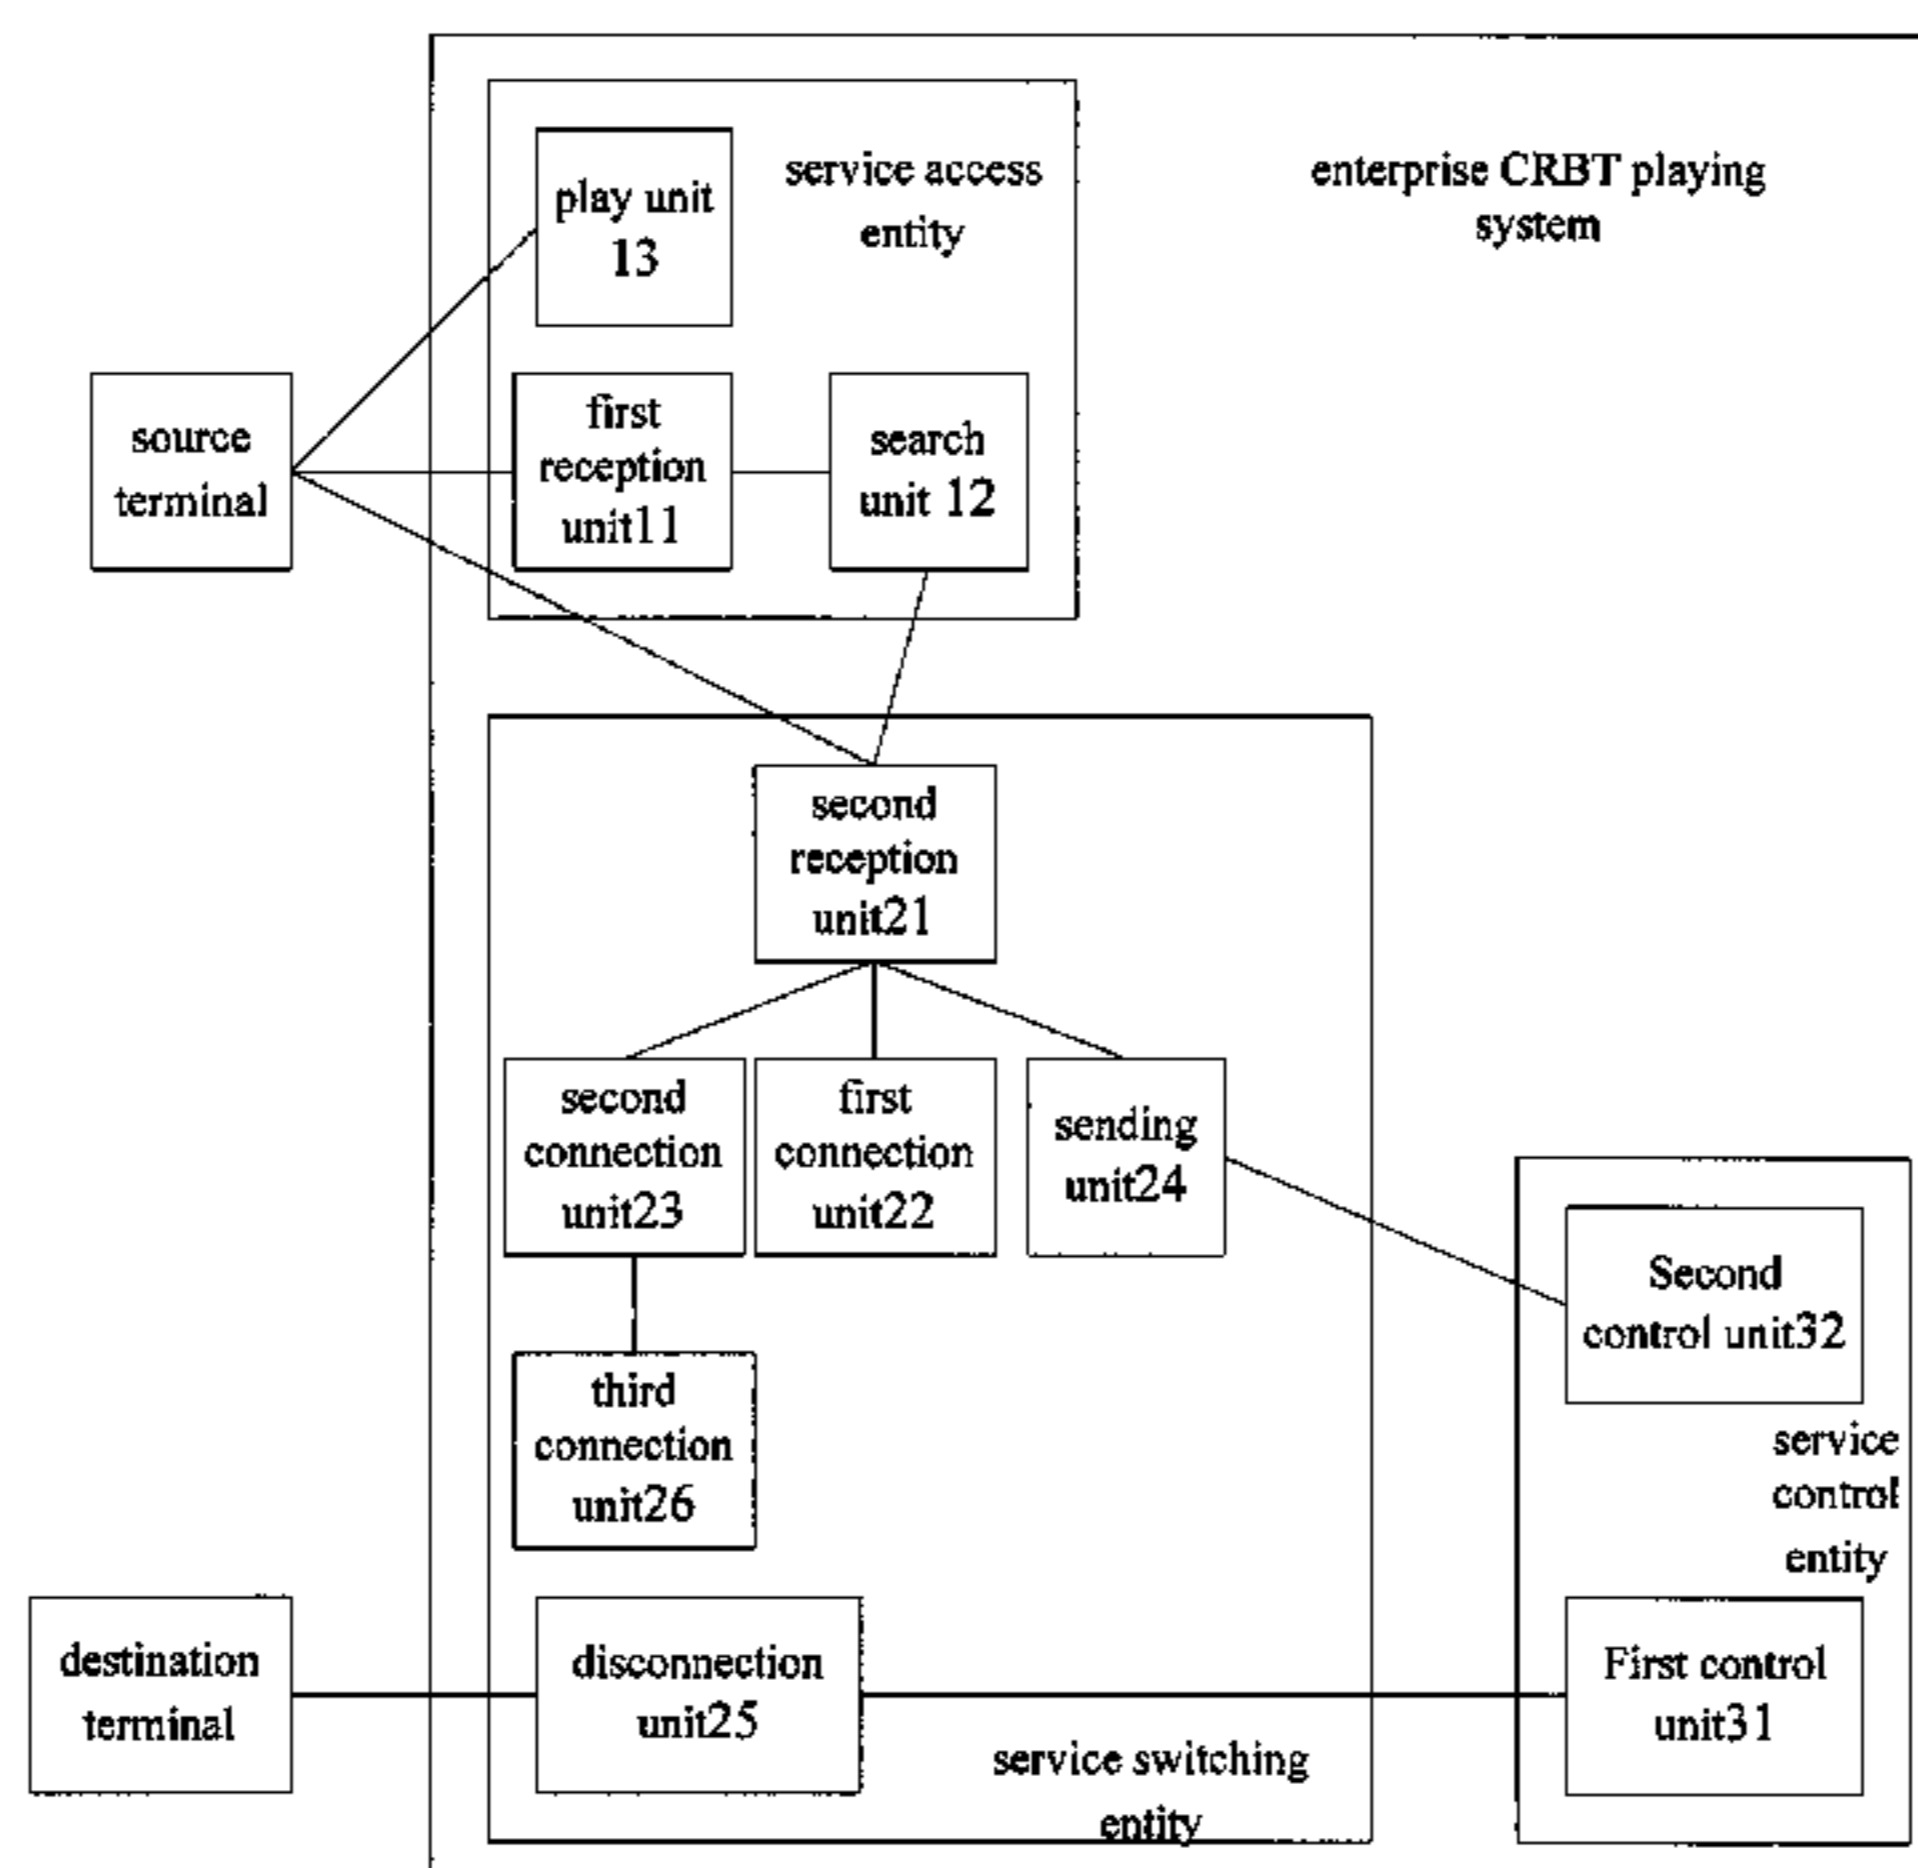 enterprise CRBT playing
system
service access
entity
play unit
13
source
terminal
first
reception
unit11
search
unit 12
second
reception
unit21
second
connection
unit23
first
connection
unit22
sending
unit24
third
connection
unit26
Second
control unit32
service
control
entity
destination
terminal
disconnection
unit25
First control
unit31
service switching
entity